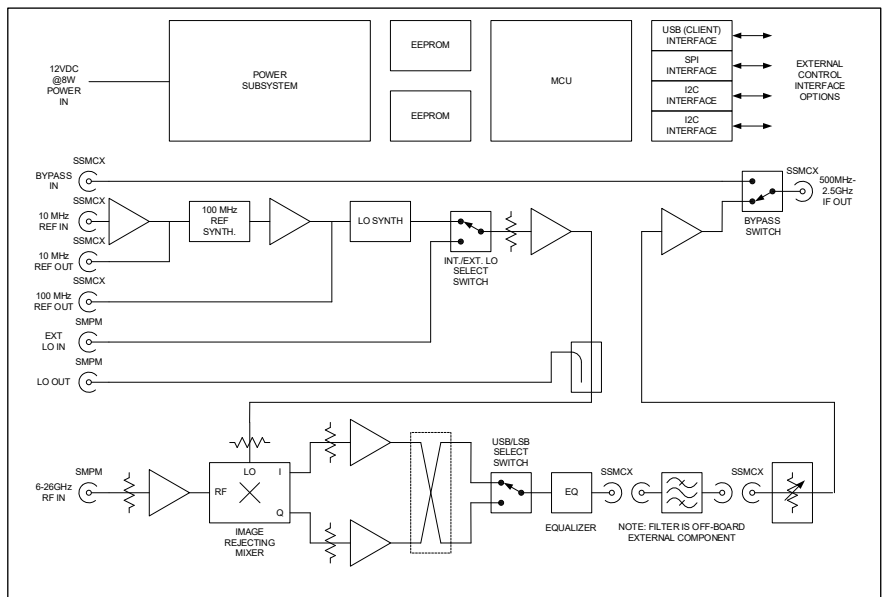 12VDC
@8W
POWER
IN
POWER
SUBSYSTEM
EEPROM
EEPROM
MCU
USB (CLIENT)
INTERFACE
SPI
INTERFACE
I2C
INTERFACE
I2C
INTERFACE
EXTERNAL
CONTROL
INTERFACE
OPTIONS
SSMCX
BYPASS
IN
SSMCX
10 MHz
REF IN
SSMCX
10 MHz
REF OUT
SSMCX
100 MHz
REF OUT
SMPM
EXT
LO IN
SMPM
LO OUT
100 MHz
REF
SYNTH.
LO SYNTH
INT./EXT. LO
SELECT
SWITCH
BYPASS
SWITCH
SSMCX
500MHz-
2.5GHz
IF OUT
SMPM
6-26GHz
RF IN
LO
I
RF
Q
IMAGE
REJECTING
MIXER
USB/LSB
SELECT
SWITCH
EQ
EQUALIZER
SSMCX
SSMCX
NOTE: FILTER IS OFF-BOARD
EXTERNAL COMPONENT